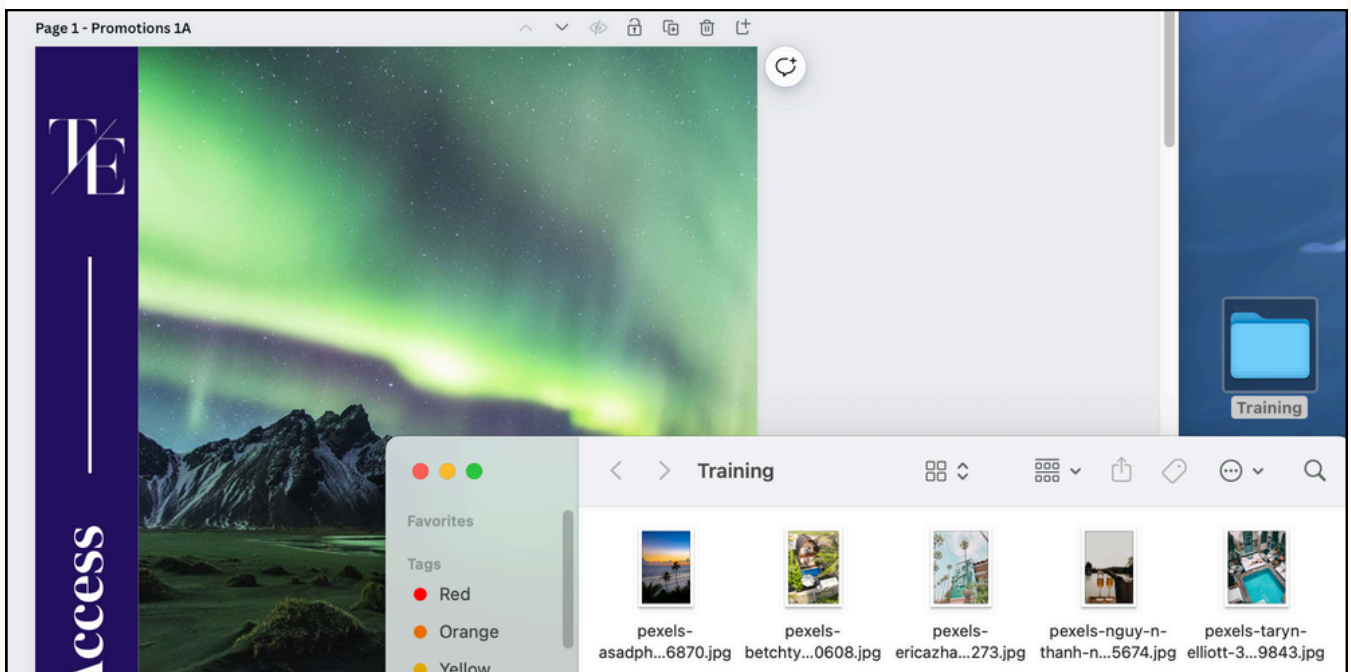 Page 1 - Promotions 1A
TE
Access
Training
Training
Favorites
Tags
Red
Orange
Yellow
pexels-
asadph...6870.jpg
pexels-
betchty...0608.jpg
pexels-
ericazha...273.jpg
pexels-nguy-n-
thanh-n...5674.jpg
pexels-taryn-
elliott-3...9843.jpg